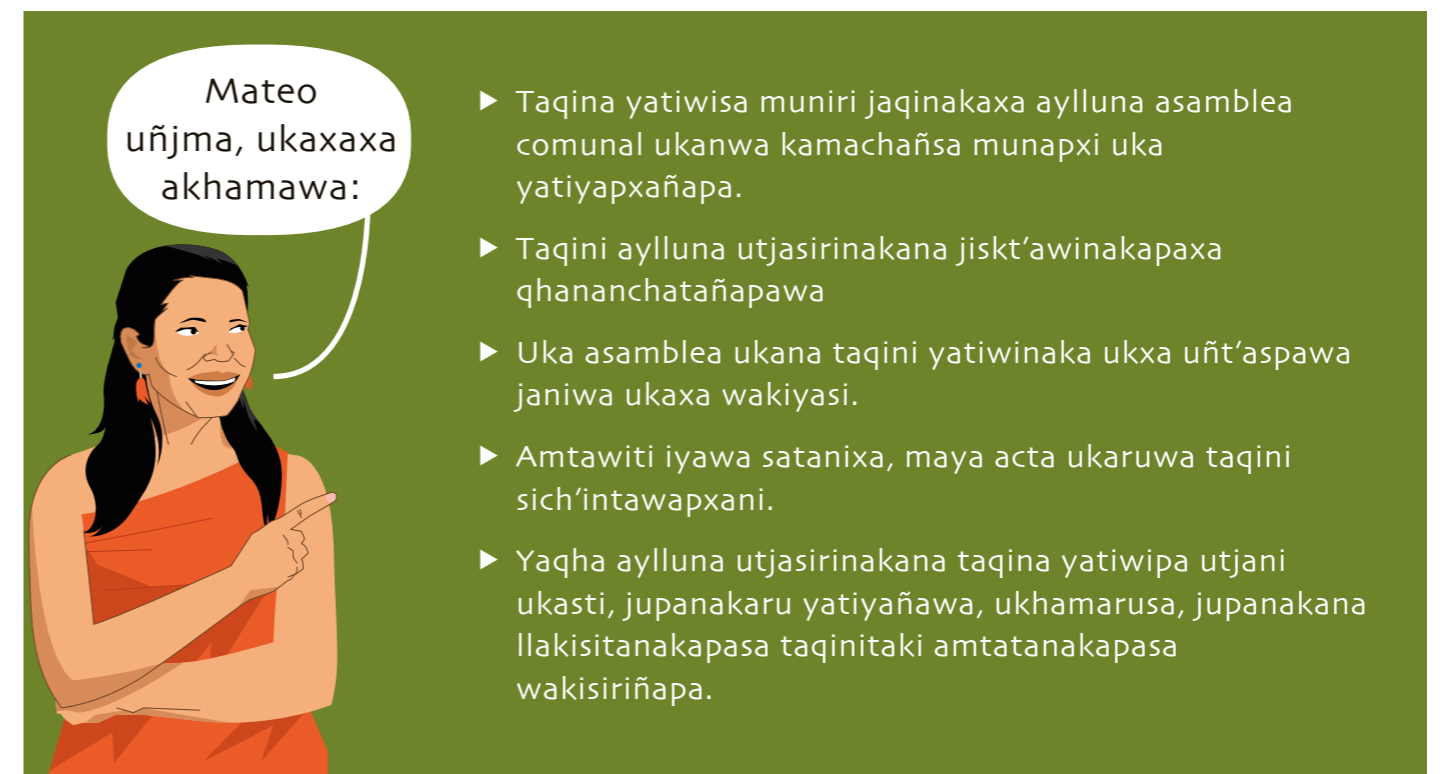 Mateo
uñjma, ukaxaxa
akhamawa:
▶ Taqina yatiwisa muniri jaqinakaxa aylluna asamblea
comunal ukanwa kamachañsa munapxi uka
yatiyapxañapa.
▶ Taqini aylluna utjasirinakana jiskt’awinakapaxa
qhananchatañapawa
▶ Uka asamblea ukana taqini yatiwinaka ukxa uñt’aspawa
janiwa ukaxa wakiyasi.
▶ Amtawiti iyawa satanixa, maya acta ukaruwa taqini
sich’intawapxani.
▶ Yaqha aylluna utjasirinakana taqina yatiwipa utjani
ukasti, jupanakaru yatiyañawa, ukhamarusa, jupanakana
llakisitanakapasa taqinitaki amtatanakapasa
wakisiriñapa.